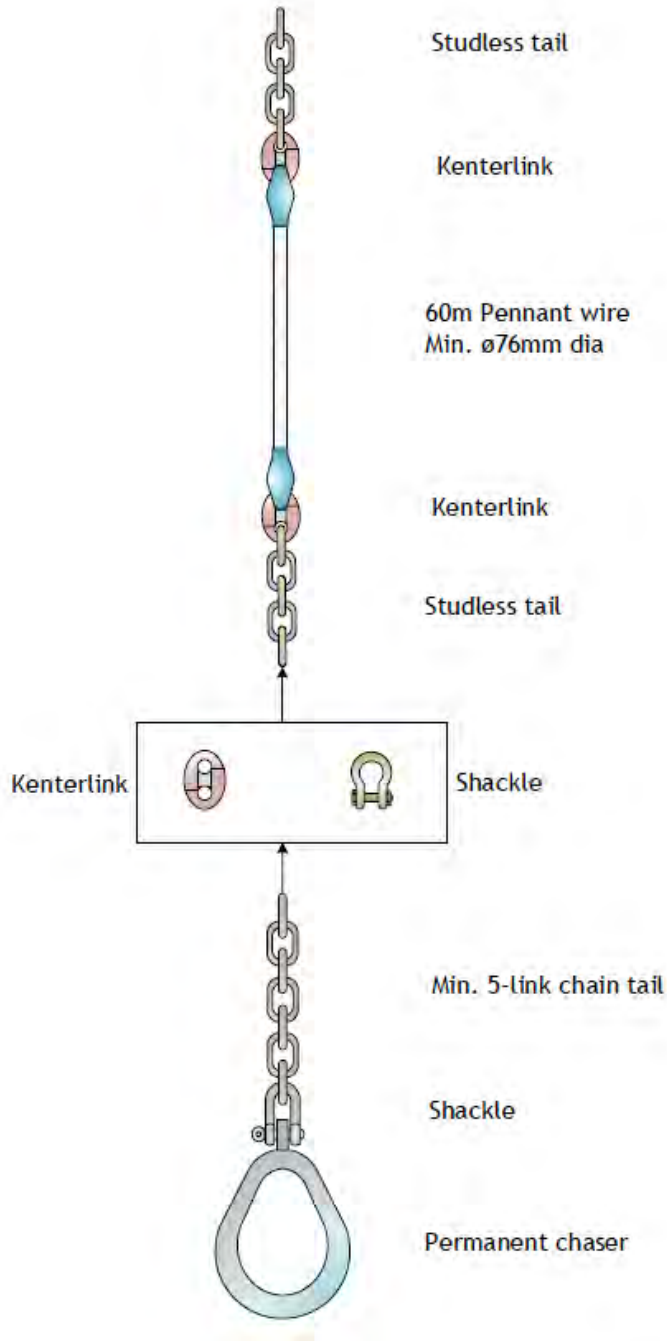 Studless tail
Kenterlink
60m Pennant wire
Min. ø76mm dia
Kenterlink
Studless tail
Kenterlink
Shackle
Min. 5-link chain tail
Shackle
Permanent chaser